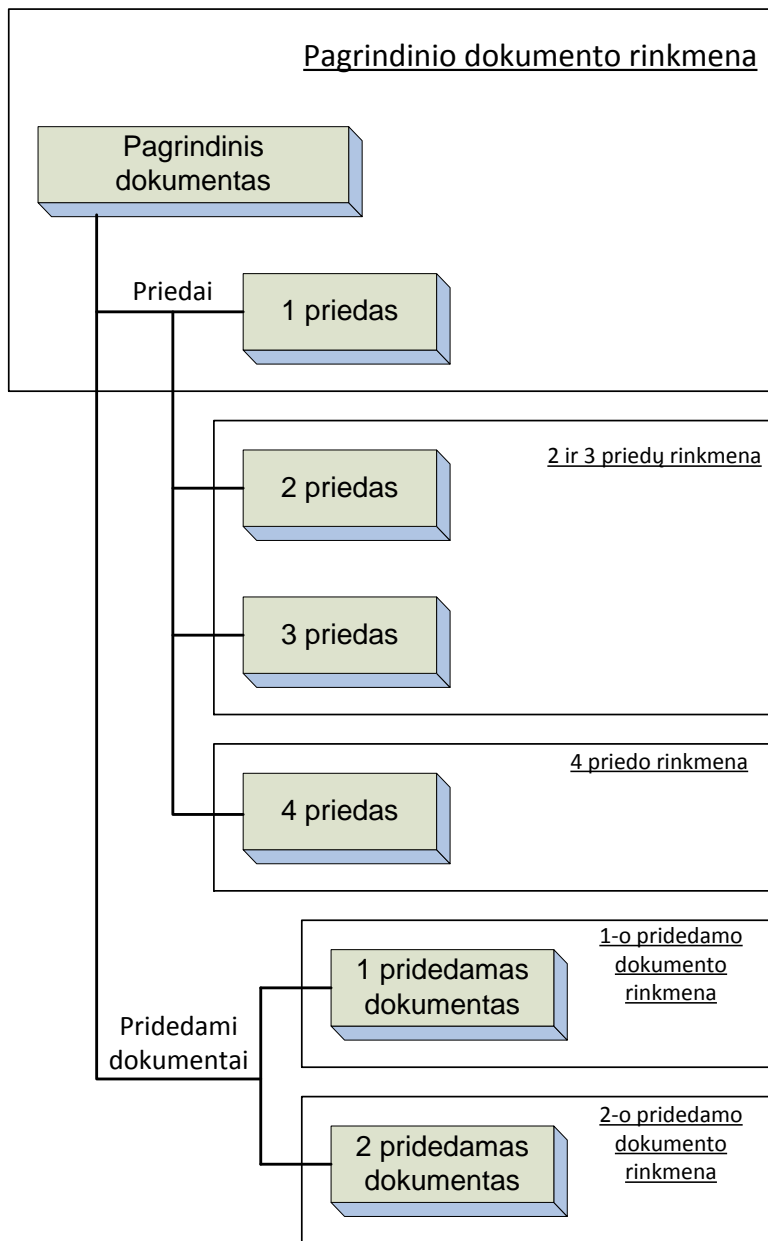 Pagrindinio dokumento rinkmena
Pagrindinis
dokumentas
Priedai
1 priedas
2 ir 3 priedų rinkmena
2 priedas
3 priedas
4 priedo rinkmena
4 priedas
1-o pridedamo
dokumento
rinkmena
1 pridedamas
dokumentas
Pridedami
dokumentai
2-o pridedamo
dokumento
rinkmena
2 pridedamas
dokumentas